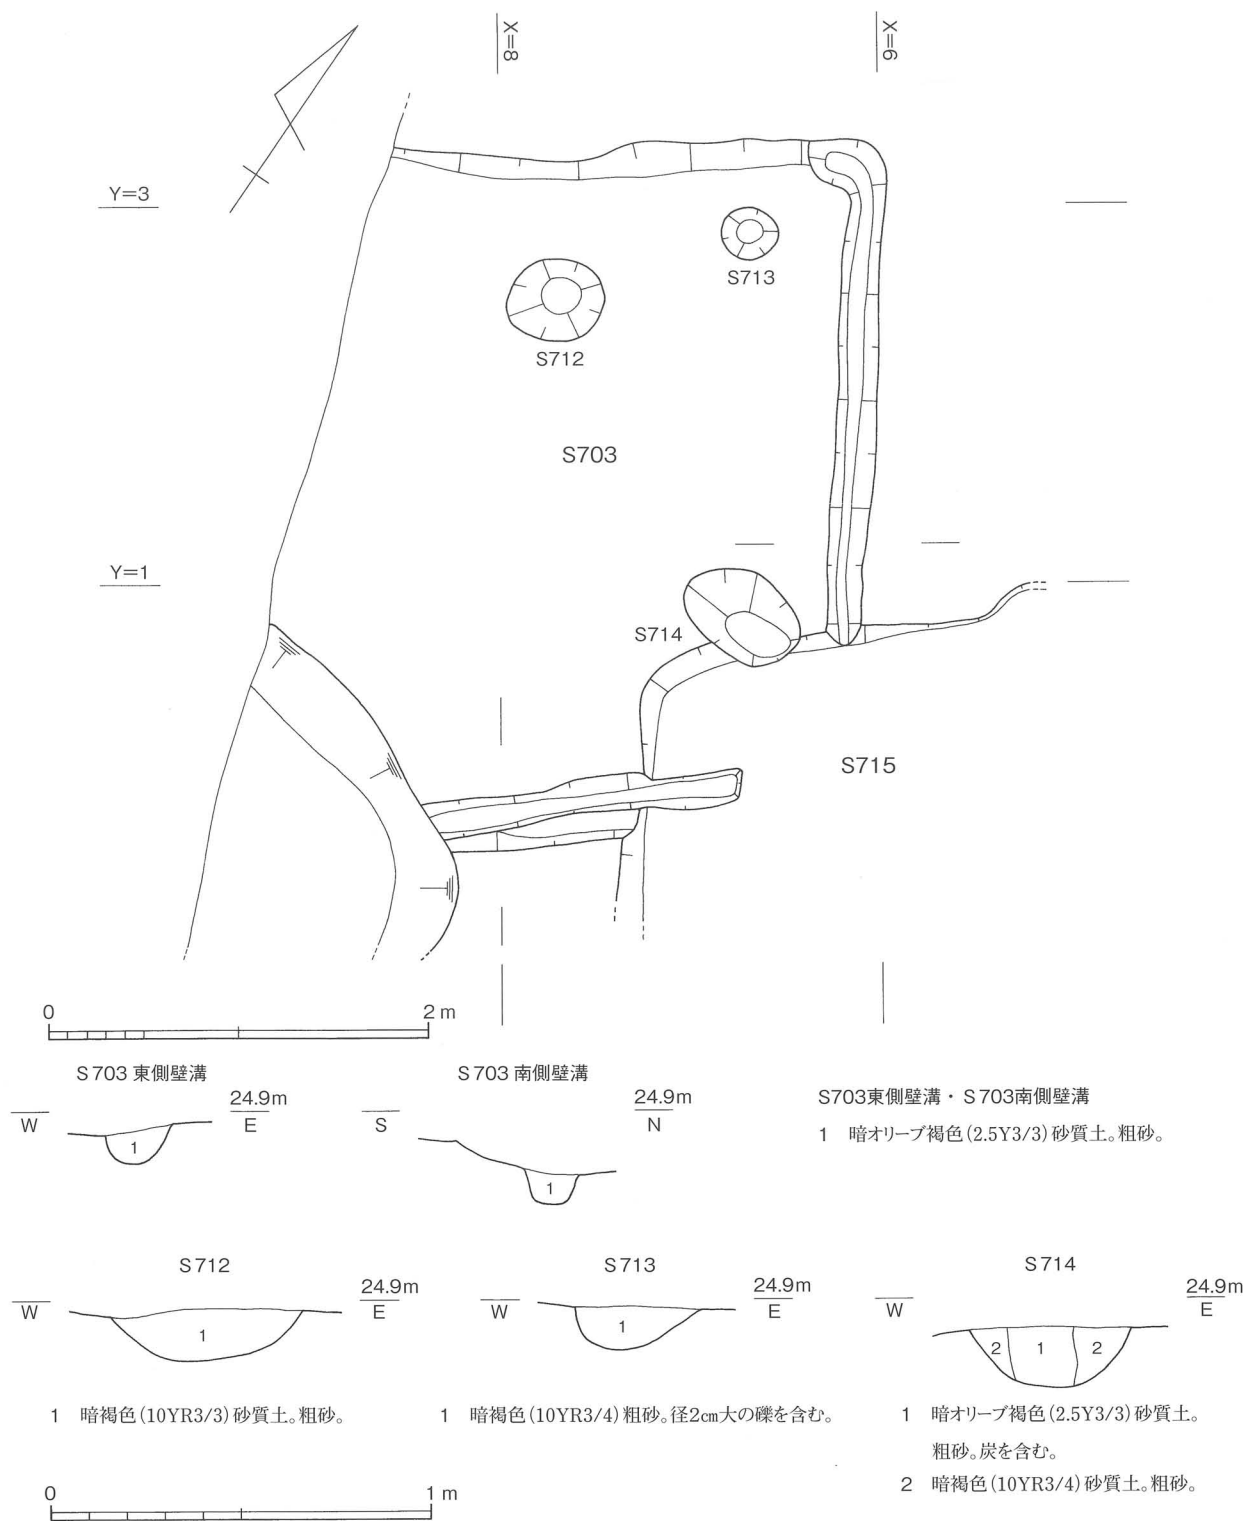 X=8
X=6
Y=3
S713
S712
S703
Y=1
S714
S715
0 2 m
S703 東側壁溝
W 24.9m E
1
S703 南側壁溝
S 24.9m N
1
S703東側壁溝・S703南側壁溝
1 暗オリーブ褐色(2.5Y3/3)砂質土。粗砂。
S712
W 24.9m E
1
1 暗褐色(10YR3/3)砂質土。粗砂。
S713
W 24.9m E
1
1 暗褐色(10YR3/4)粗砂。径2㎝大の礫を含む。
S714
W 24.9m E
2 1 2
1 暗オリーブ褐色(2.5Y3/3)砂質土。
粗砂。炭を含む。
2 暗褐色(10YR3/4)砂質土。粗砂。
0 1 m